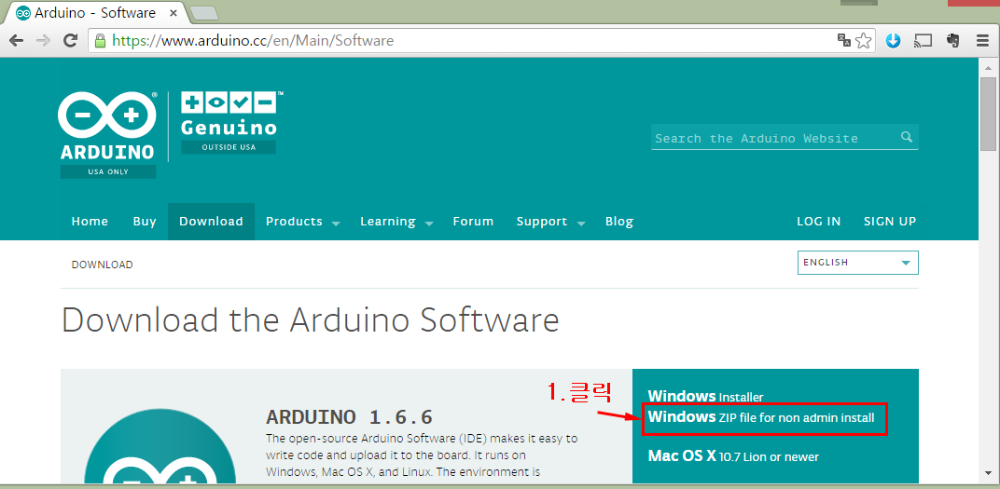 Arduino - Software
https://www.arduino.cc/en/Main/Software
ARDUINO
USA ONLY
Genuino
OUTSIDE USA
Search the Arduino Website
Home Buy Download Products Learning Forum Support Blog LOG IN SIGN UP
DOWNLOAD
ENGLISH
Download the Arduino Software
1.클릭
ARDUINO 1.6.6
The open-source Arduino Software (IDE) makes it easy to
write code and upload it to the board. It runs on
Windows, Mac OS X, and Linux. The environment is
Windows Installer
Windows ZIP file for non admin install
Mac OS X 10.7 Lion or newer